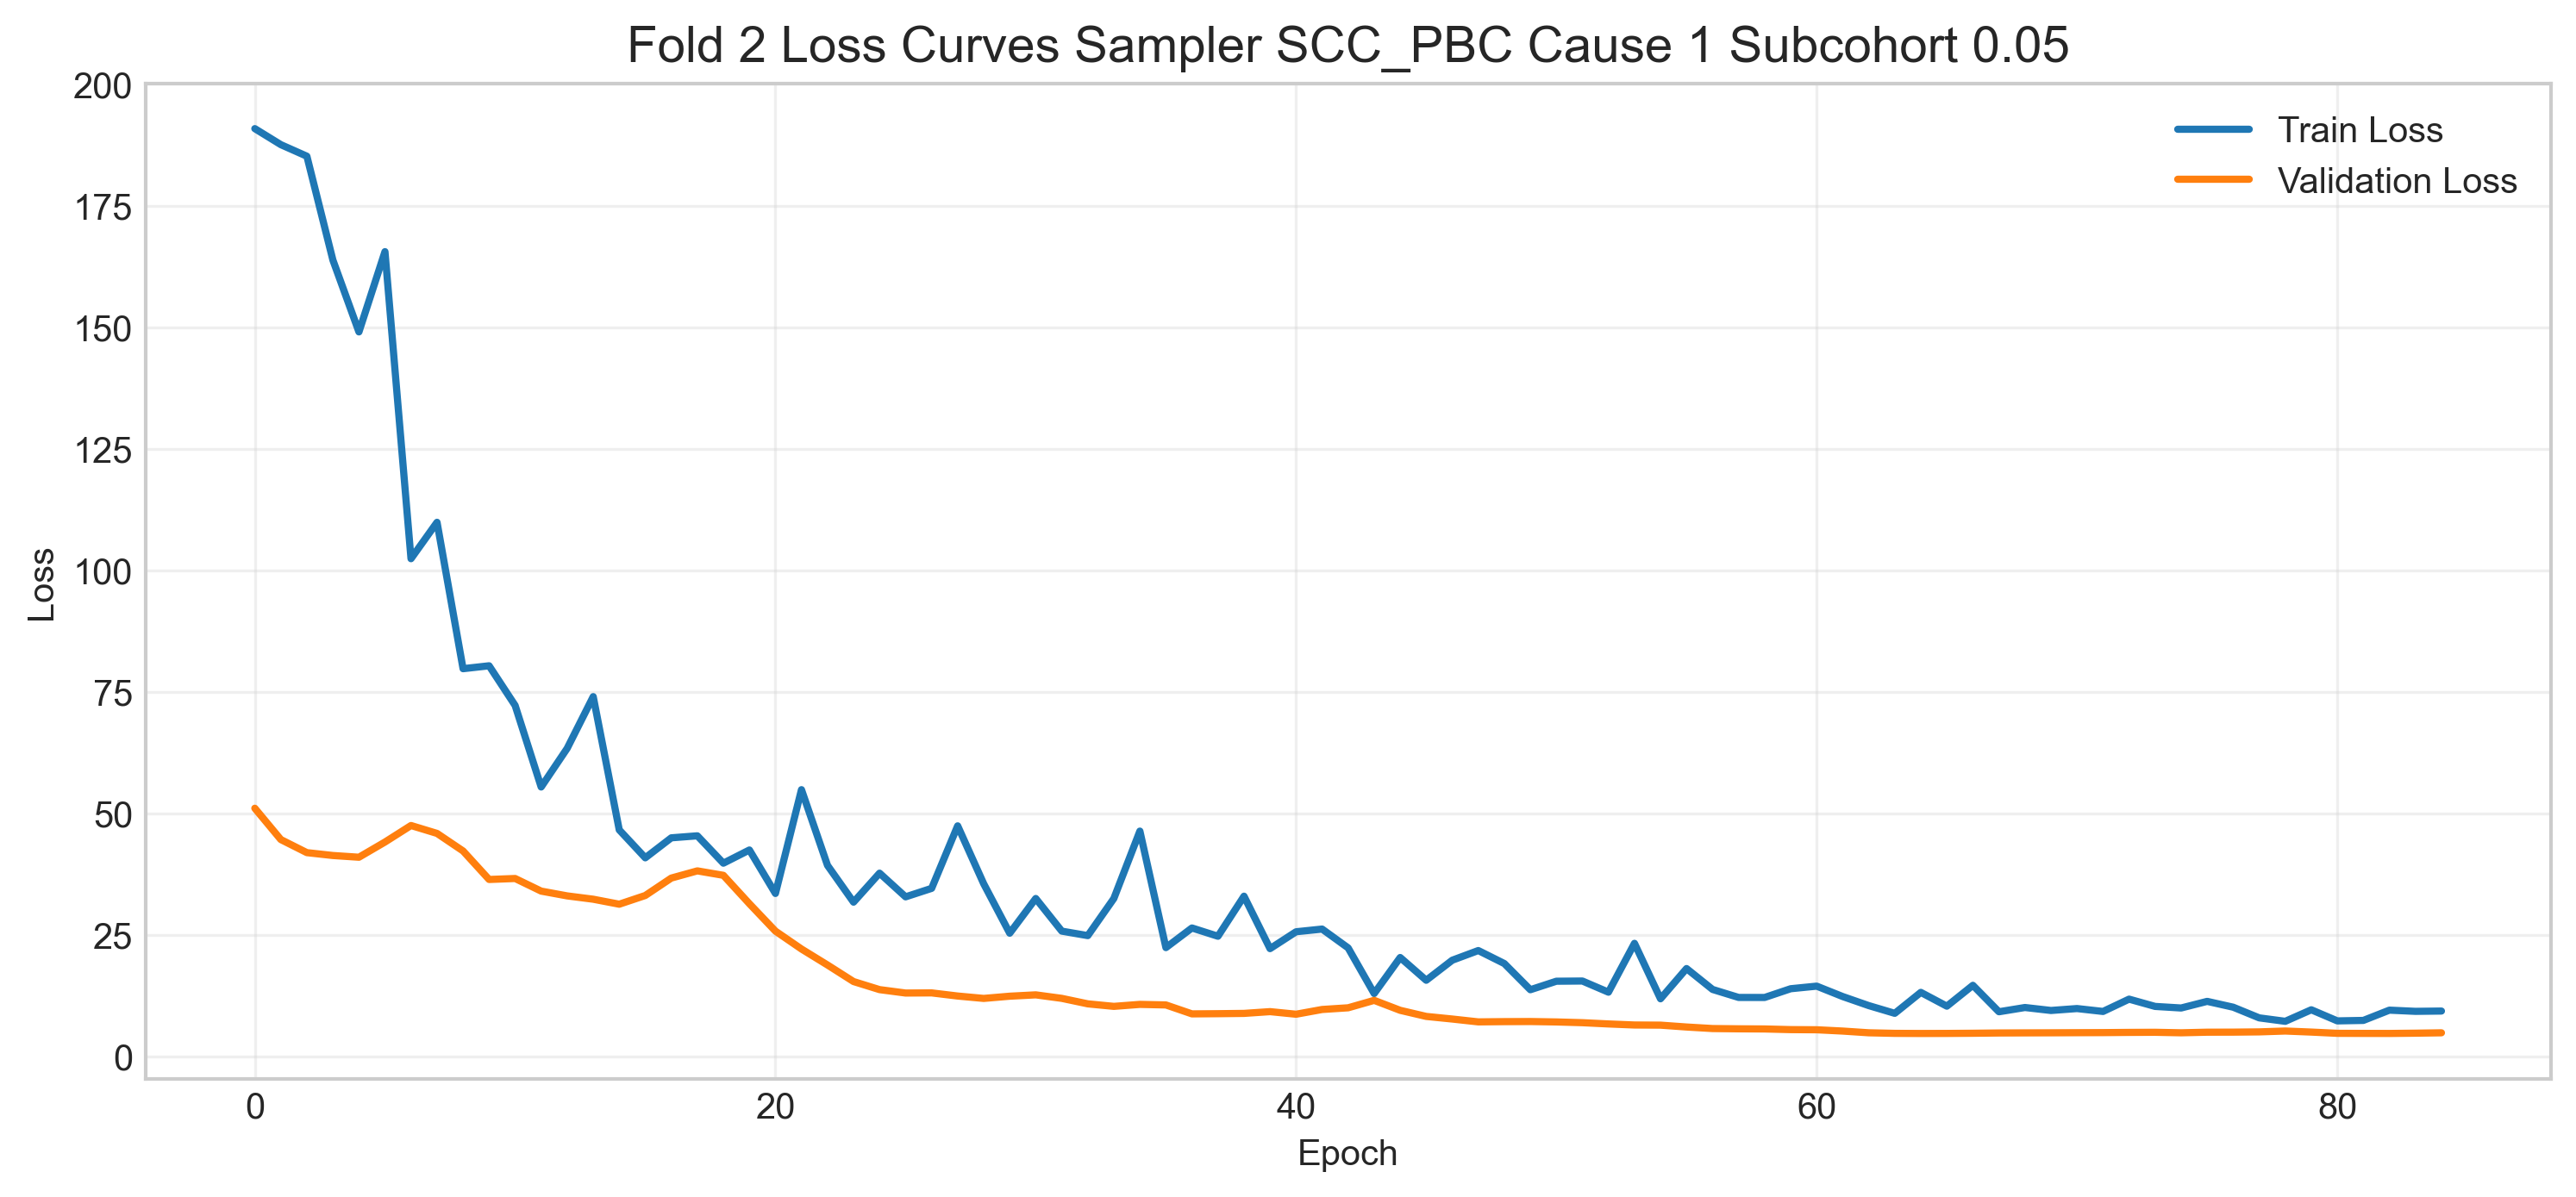 Fold 2 Loss Curves Sampler SCC_PBC Cause 1 Subcohort 0.05
Train Loss
Validation Loss
Loss
200
175
150
125
100
75
50
25
0
0 20 40 60 80
Epoch